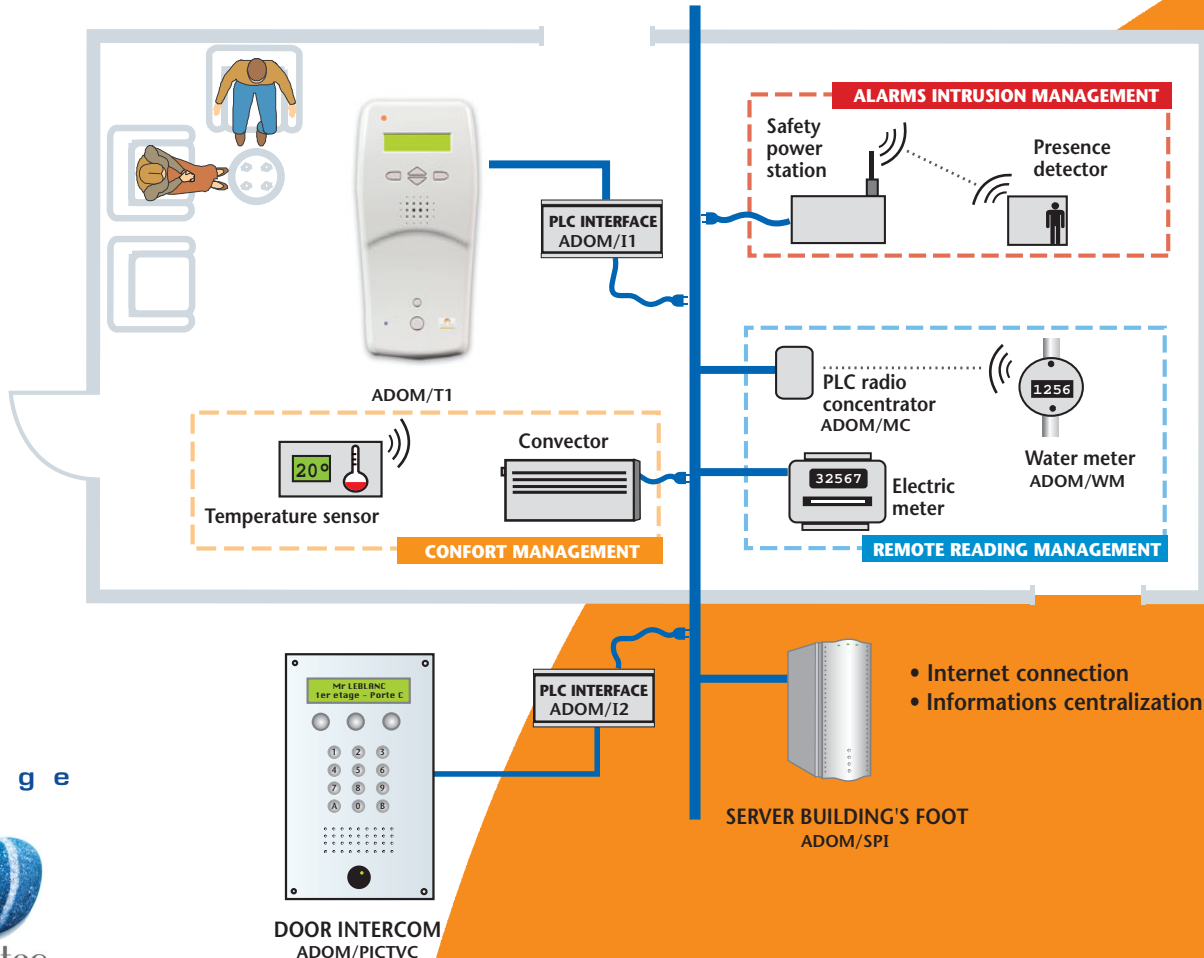 ALARMS INTRUSION MANAGEMENT
Safety
power
station
Presence
detector
PLC INTERFACE
ADOM/I1
ADOM/T1
PLC radio
concentrator
ADOM/MC
1256
Water meter
ADOM/WM
32567
Electric
meter
REMOTE READING MANAGEMENT
20°
Temperature sensor
Convector
CONFORT MANAGEMENT
Mr LEBLANC
1er etage - Porte C
1 2 3
4 5 6
7 8 9
A 0 B
DOOR INTERCOM
ADOM/PICTVC
PLC INTERFACE
ADOM/I2
• Internet connection
• Informations centralization
SERVER BUILDING'S FOOT
ADOM/SPI
g e